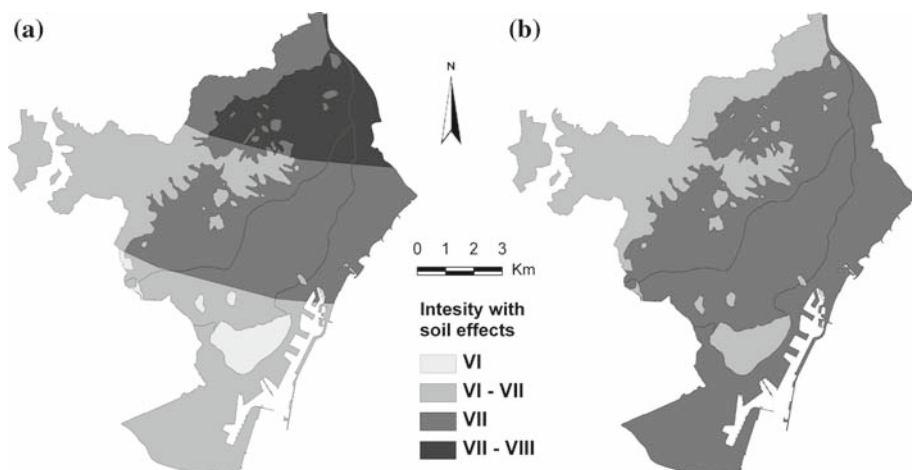 (a)
(b)
N
0 1 2 3
Km
Intesity with
soil effects
VI
VI - VII
VII
VII - VIII